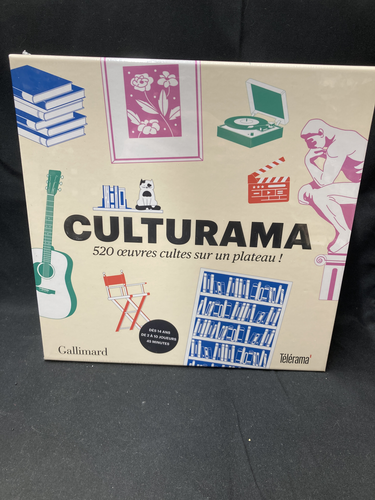 CULTURAMA
520 œuvres cultes sur un plateau !
DÈS 14 ANS
DE 2 À 10 JOUEURS
45 MINUTES
Gallimard
Télérama'